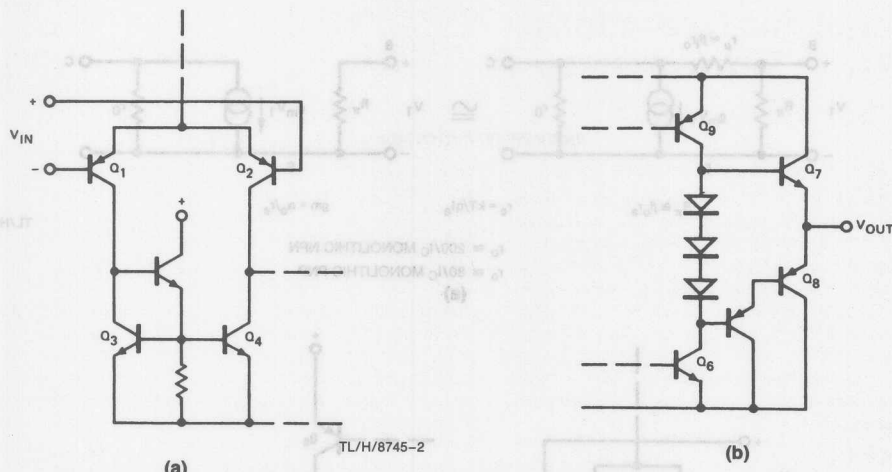 +
V_IN
−
Q₁
Q₂
+
Q₃
Q₄
TL/H/8745–2
(a)
Q₉
Q₇
V_OUT
Q₈
Q₆
(b)